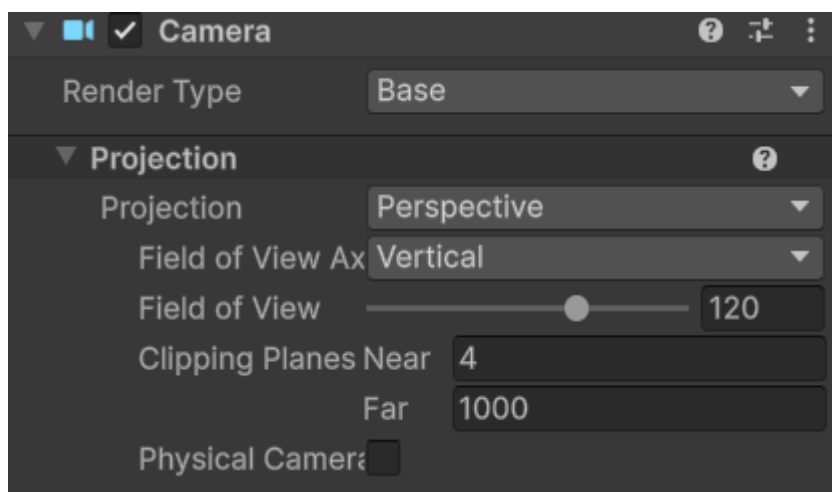 Camera
Render Type Base
Projection
Projection Perspective
Field of View Ax Vertical
Field of View 120
Clipping Planes Near 4
Far 1000
Physical Camera